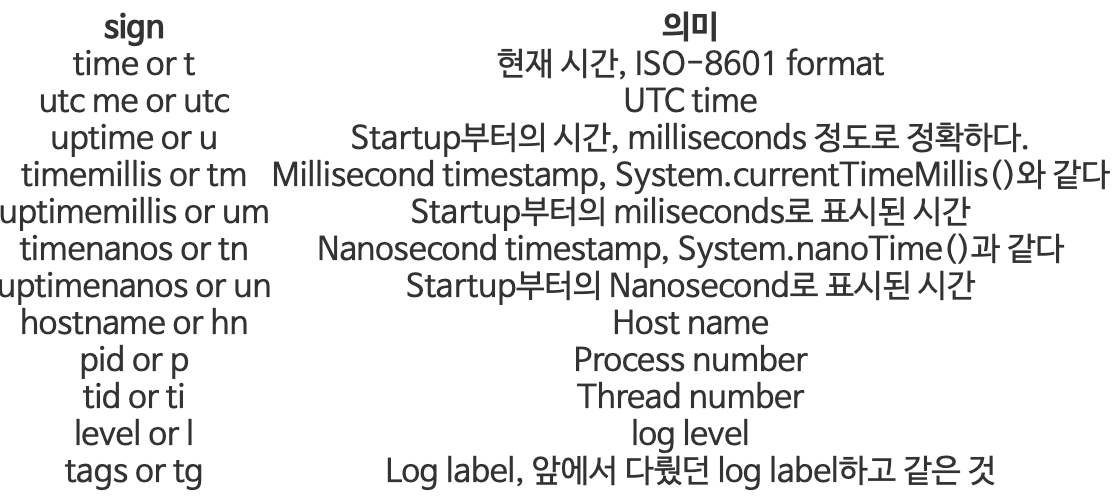 sign 의미
time or t 현재 시간, ISO-8601 format
utc me or utc UTC time
uptime or u Startup부터의 시간, milliseconds 정도로 정확하다.
timemillis or tm Millisecond timestamp, System.currentTimeMillis()와 같다
uptimemillis or um Startup부터의 miliseconds로 표시된 시간
timenanos or tn Nanosecond timestamp, System.nanoTime()과 같다
uptimenanos or un Startup부터의 Nanosecond로 표시된 시간
hostname or hn Host name
pid or p Process number
tid or ti Thread number
level or l log level
tags or tg Log label, 앞에서 다뤘던 log label하고 같은 것